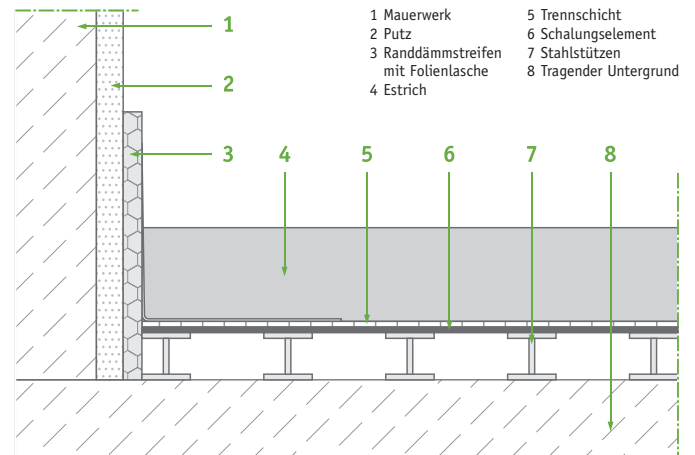 1 Mauerwerk
2 Putz
3 Randdämmstreifen
mit Folienlasche
4 Estrich
5 Trennschicht
6 Schalungselement
7 Stahlstützen
8 Tragender Untergrund
1
2
3
4
5
6
7
8